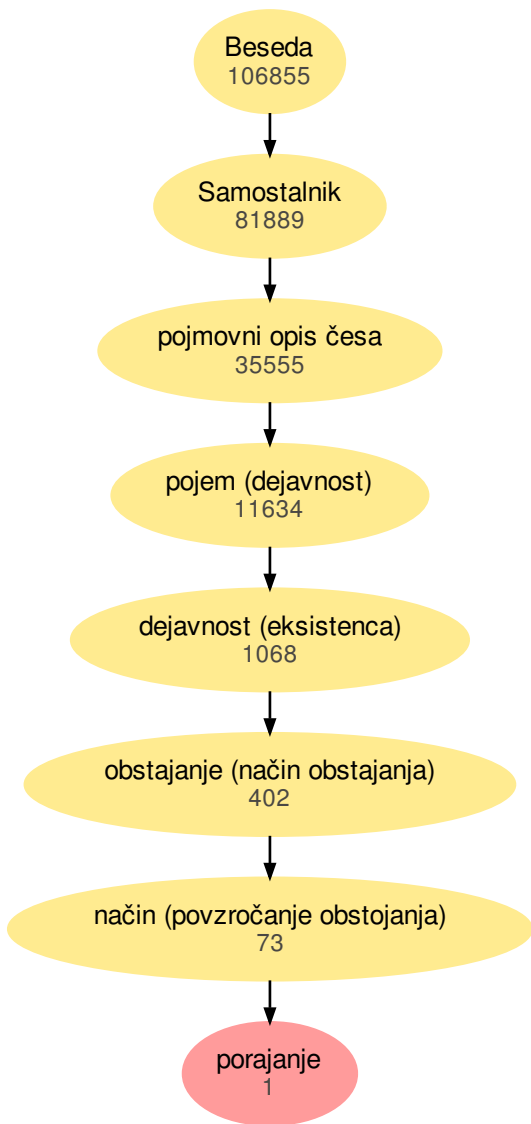 Beseda
106855
Samostalnik
81889
pojmovni opis česa
35555
pojem (dejavnost)
11634
dejavnost (eksistenca)
1068
obstajanje (način obstajanja)
402
način (povzročanje obstojanja)
73
porajanje
1